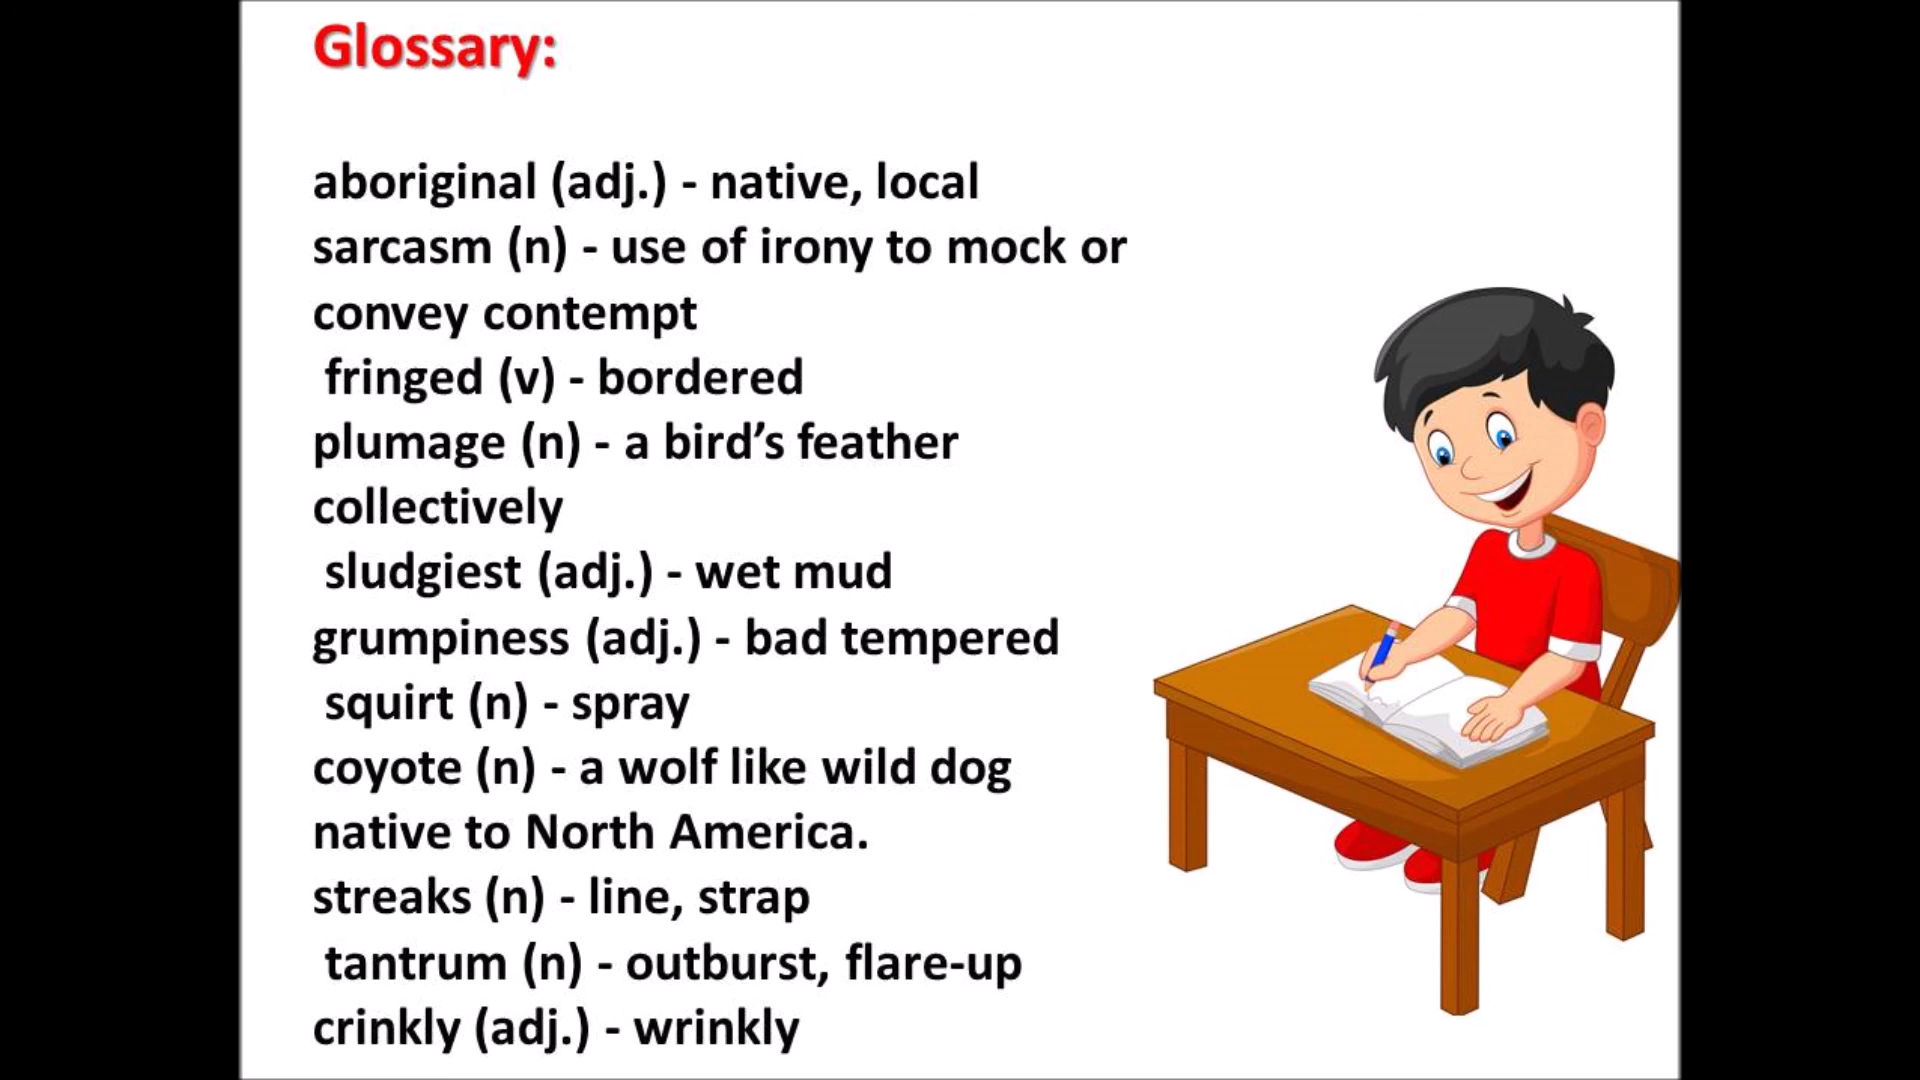 Glossary:
aboriginal (adj.) - native, local
sarcasm (n) - use of irony to mock or
convey contempt
fringed (v) - bordered
plumage (n) - a bird’s feather
collectively
sludgiest (adj.) - wet mud
grumpiness (adj.) - bad tempered
squirt (n) - spray
coyote (n) - a wolf like wild dog
native to North America.
streaks (n) - line, strap
tantrum (n) - outburst, flare-up
crinkly (adj.) - wrinkly